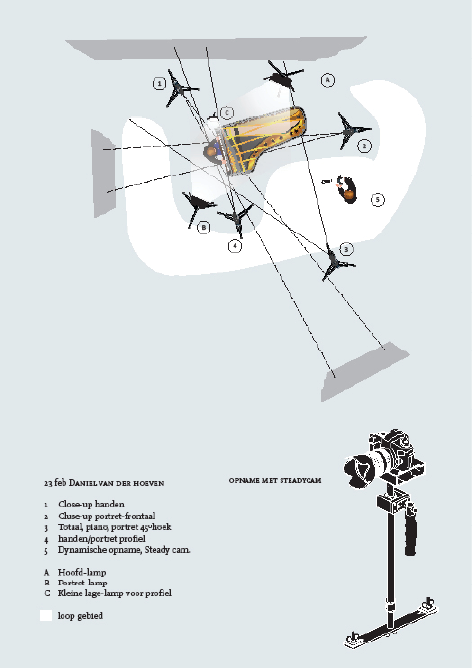 1
A
C
2
5
B
4
3
23 feb Daniel van der Hoeven
opname met steadycam
1 Close-up handen
2 Close-up portret-frontaal
3 Totaal, piano, portret 45ºhoek
4 handen/portret profiel
5 Dynamische opname, Steady cam.
A Hoofd-lamp
B Portret-lamp
C Kleine lage-lamp voor profiel
loop gebied